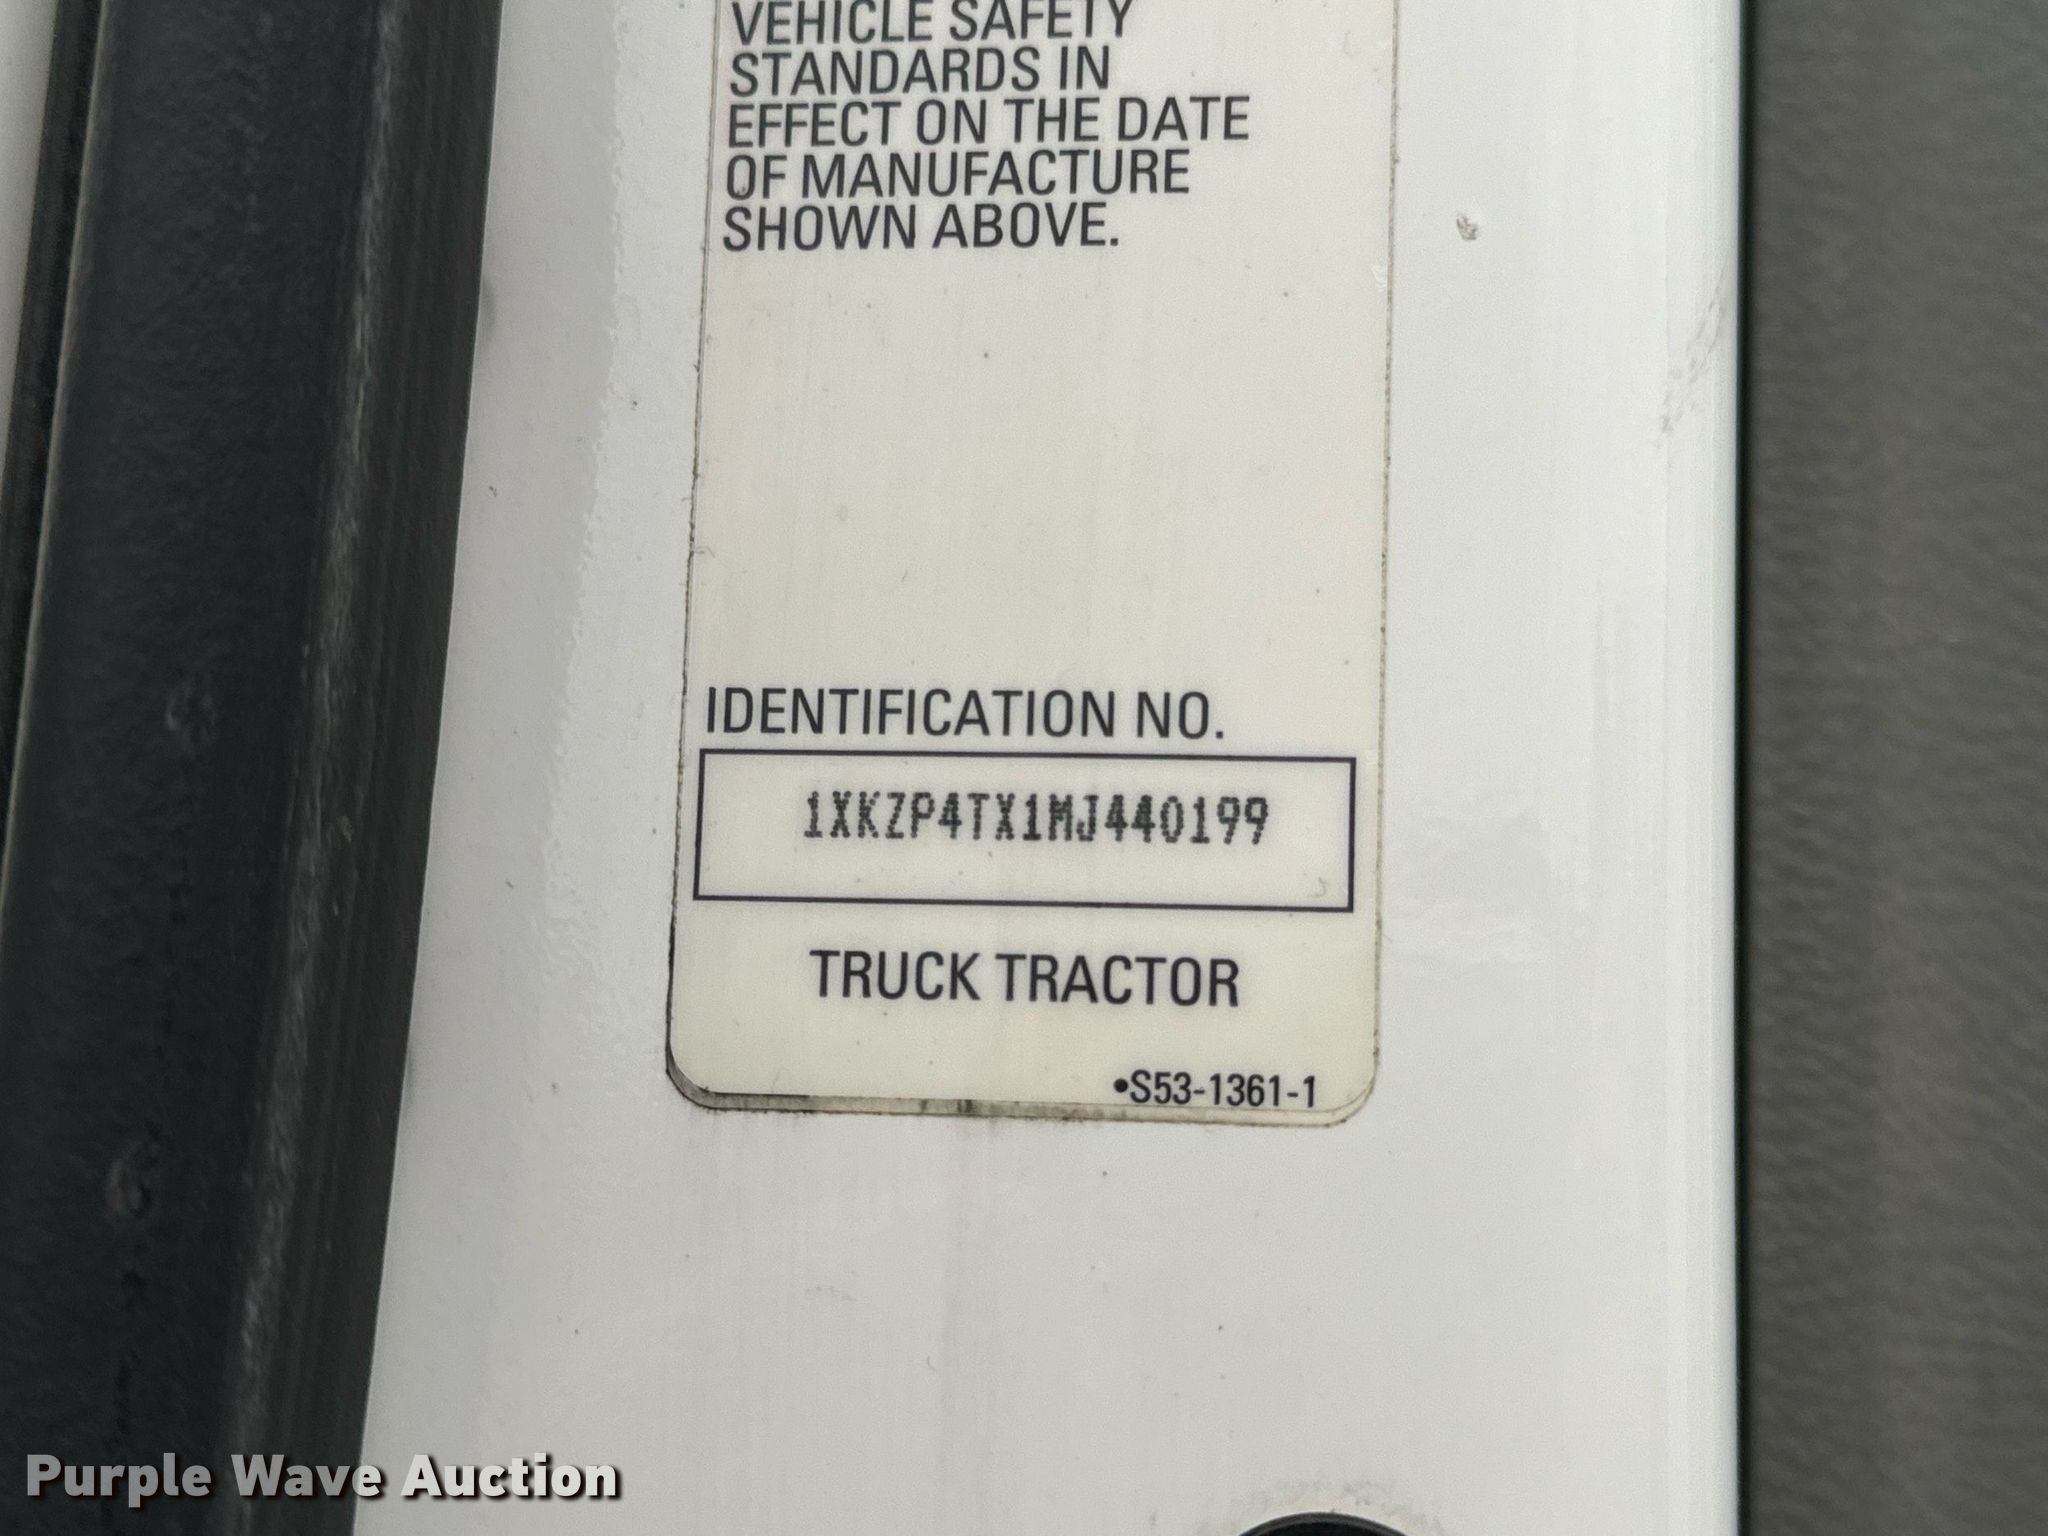 VEHICLE SAFETY
STANDARDS IN
EFFECT ON THE DATE
OF MANUFACTURE
SHOWN ABOVE.
IDENTIFICATION NO.
1XKZP4TX1MJ440199
TRUCK TRACTOR
•S53-1361-1
Purple Wave Auction